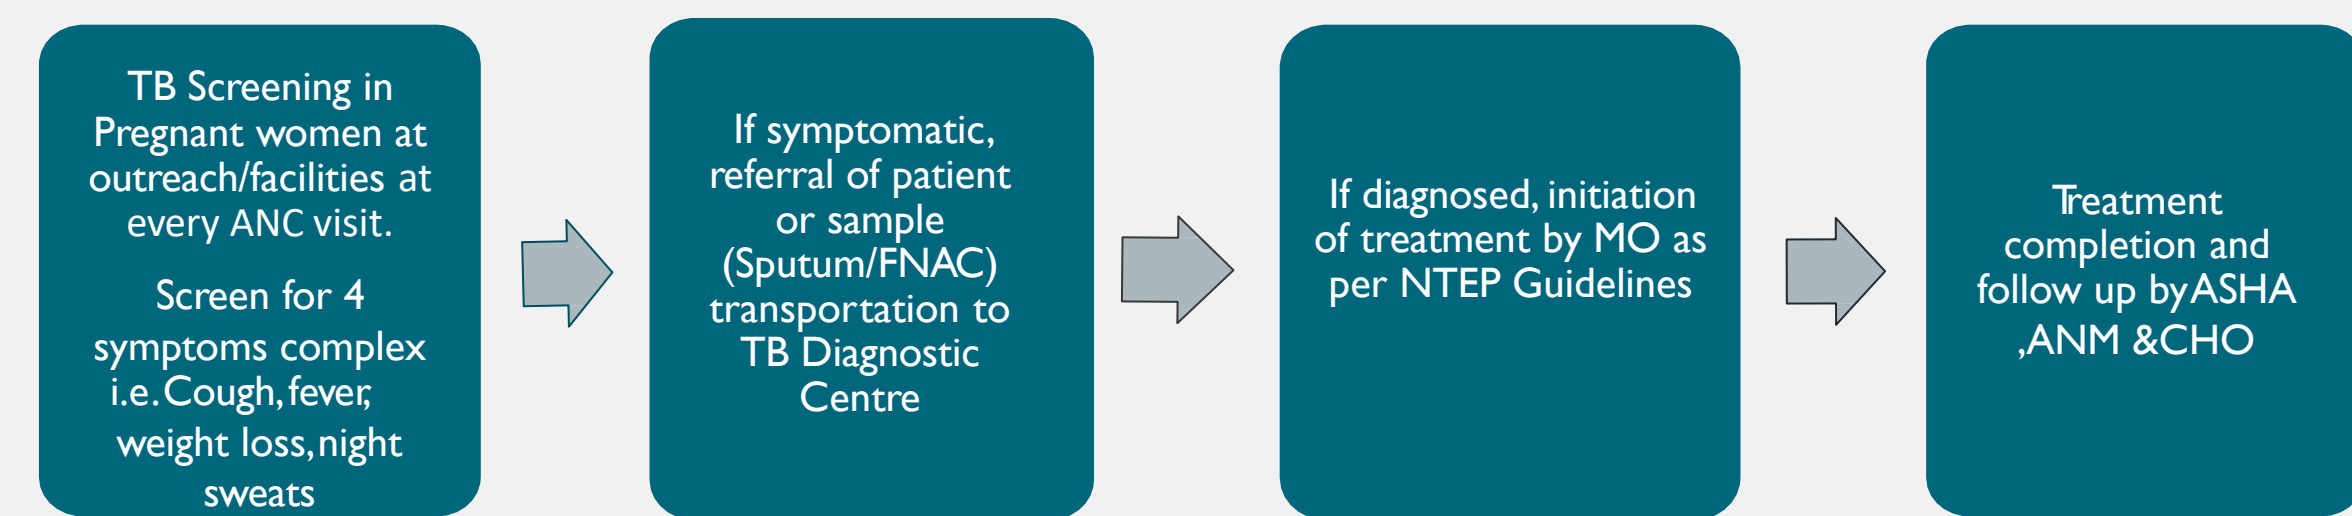 TB Screening in
Pregnant women at
outreach/facilities at
every ANC visit.
Screen for 4
symptoms complex
i.e. Cough, fever,
weight loss, night
sweats
If symptomatic,
referral of patient
or sample
(Sputum/FNAC)
transportation to
TB Diagnostic
Centre
If diagnosed, initiation
of treatment by MO as
per NTEP Guidelines
Treatment
completion and
follow up by ASHA
,ANM &CHO